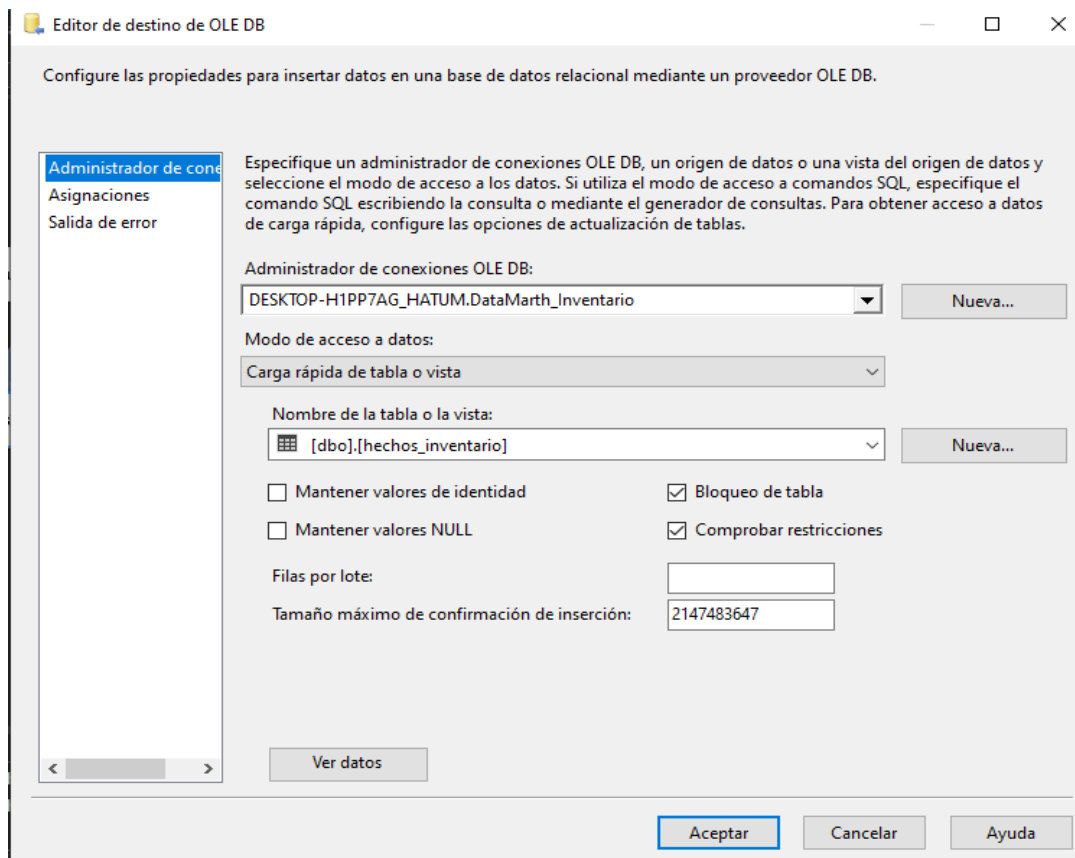 Editor de destino de OLE DB
Configure las propiedades para insertar datos en una base de datos relacional mediante un proveedor OLE DB.
Administrador de cone
Asignaciones
Salida de error
Especifique un administrador de conexiones OLE DB, un origen de datos o una vista del origen de datos y
seleccione el modo de acceso a los datos. Si utiliza el modo de acceso a comandos SQL, especifique el
comando SQL escribiendo la consulta o mediante el generador de consultas. Para obtener acceso a datos
de carga rápida, configure las opciones de actualización de tablas.
Administrador de conexiones OLE DB:
DESKTOP-H1PP7AG_HATUM.DataMarth_Inventario
Nueva...
Modo de acceso a datos:
Carga rápida de tabla o vista
Nombre de la tabla o la vista:
[dbo].[hechos_inventario]
Nueva...
Mantener valores de identidad
Bloqueo de tabla
Mantener valores NULL
Comprobar restricciones
Filas por lote:
Tamaño máximo de confirmación de inserción:
2147483647
Ver datos
Aceptar
Cancelar
Ayuda